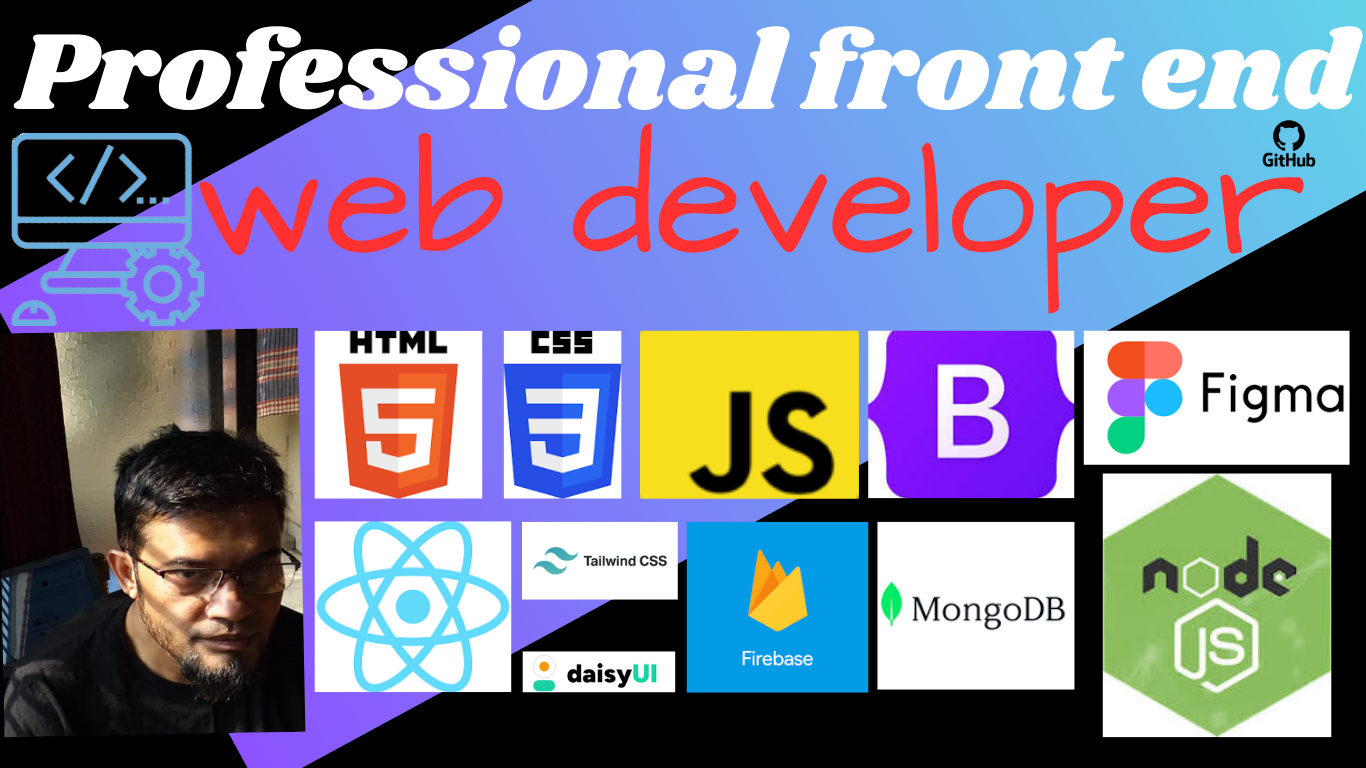 Professional front end
</>...
GitHub
web developer
HTML
5
CSS
3
JS
B
Figma
Tailwind CSS
daisyUI
Firebase
MongoDB
node
JS